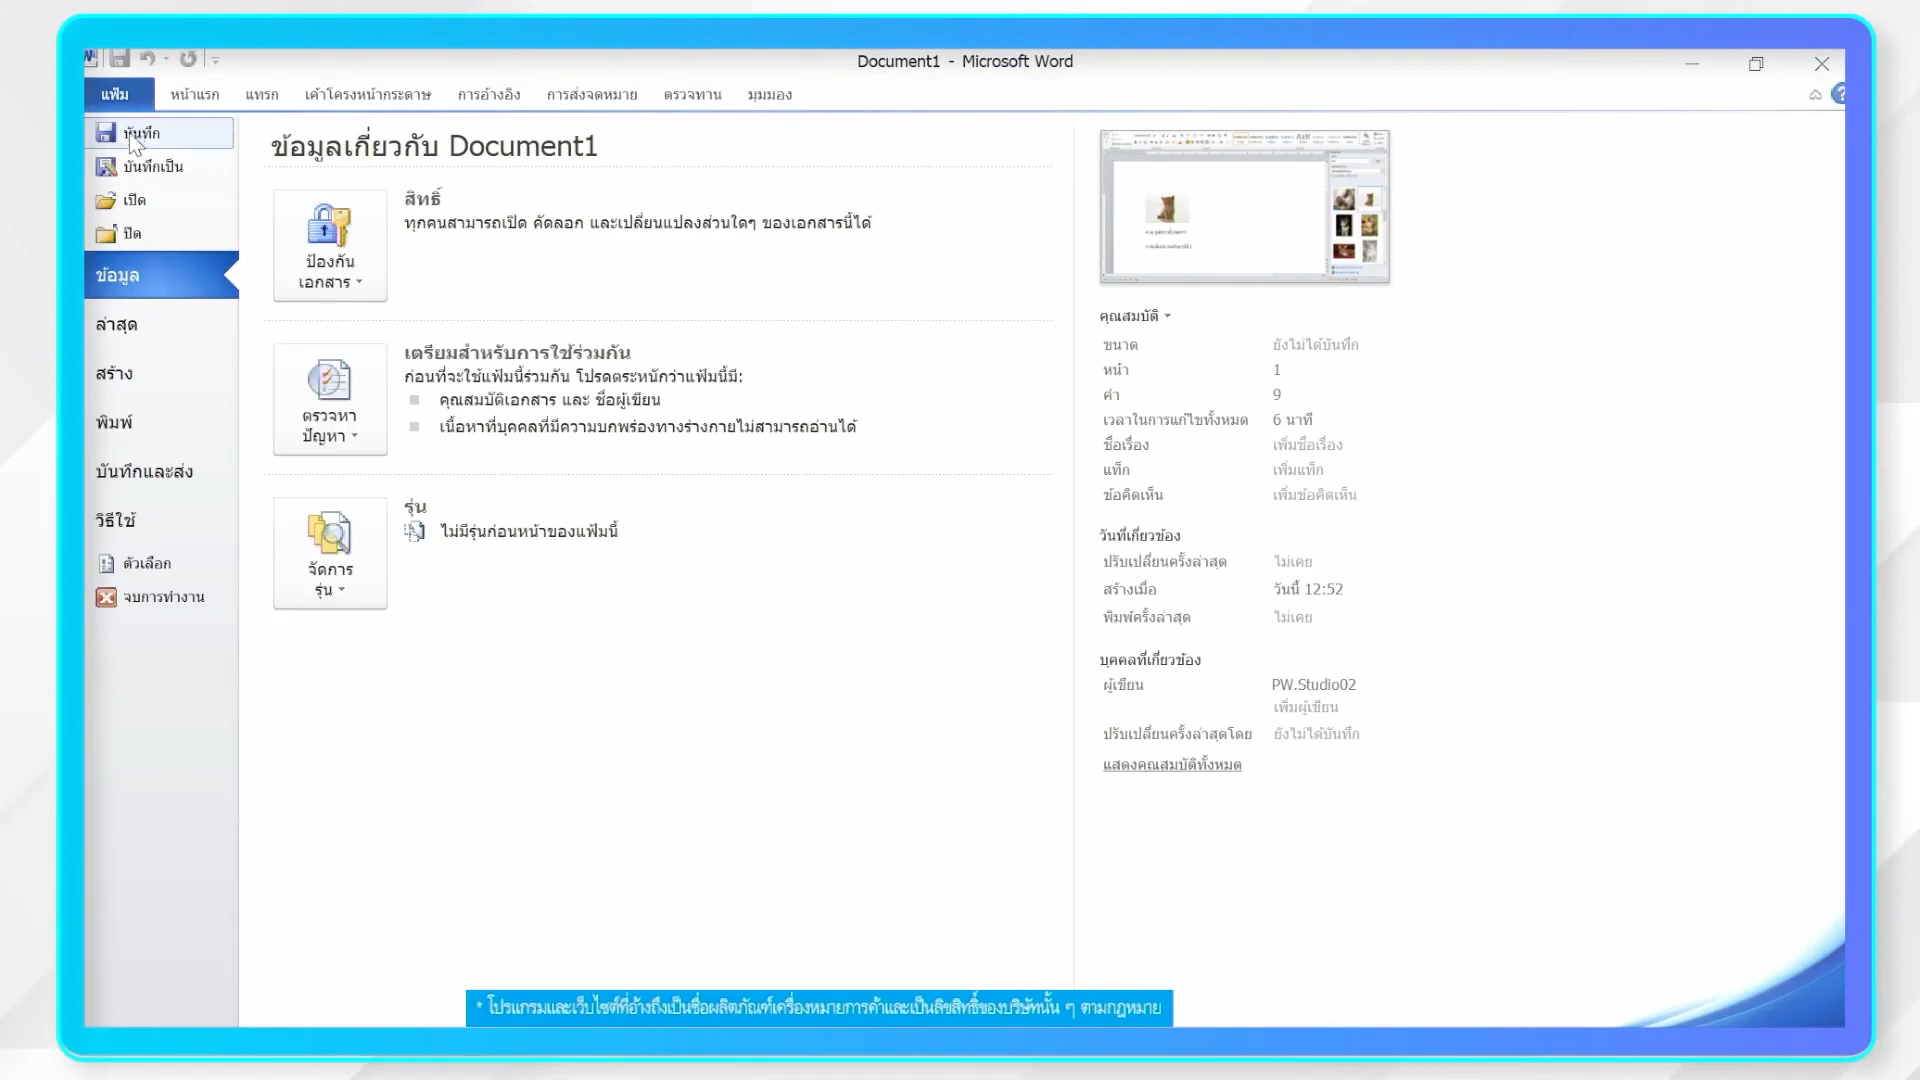 Document1 - Microsoft Word
แฟ้ม หน้าแรก แทรก เค้าโครงหน้ากระดาษ การอ้างอิง การส่งจดหมาย ตรวจทาน มุมมอง
บันทึก
บันทึกเป็น
เปิด
ปิด
ข้อมูล
ล่าสุด
สร้าง
พิมพ์
บันทึกและส่ง
วิธีใช้
ตัวเลือก
จบการทำงาน
ข้อมูลเกี่ยวกับ Document1
ป้องกัน
เอกสาร
สิทธิ์
ทุกคนสามารถเปิด คัดลอก และเปลี่ยนแปลงส่วนใดๆ ของเอกสารนี้ได้
ตรวจหา
ปัญหา
เตรียมสำหรับการใช้ร่วมกัน
ก่อนที่จะใช้แฟ้มนี้ร่วมกัน โปรดตระหนักว่าแฟ้มนี้มี:
คุณสมบัติเอกสาร และ ชื่อผู้เขียน
เนื้อหาที่บุคคลที่มีความบกพร่องทางร่างกายไม่สามารถอ่านได้
จัดการ
รุ่น
รุ่น
ไม่มีรุ่นก่อนหน้าของแฟ้มนี้
คุณสมบัติ
ขนาด ยังไม่ได้บันทึก
หน้า 1
คำ 9
เวลาในการแก้ไขทั้งหมด 6 นาที
ชื่อเรื่อง เพิ่มชื่อเรื่อง
แท็ก เพิ่มแท็ก
ข้อคิดเห็น เพิ่มข้อคิดเห็น
วันที่เกี่ยวข้อง
ปรับเปลี่ยนครั้งล่าสุด ไม่เคย
สร้างเมื่อ วันนี้ 12:52
พิมพ์ครั้งล่าสุด ไม่เคย
บุคคลที่เกี่ยวข้อง
ผู้เขียน PW.Studio02
เพิ่มผู้เขียน
ปรับเปลี่ยนครั้งล่าสุดโดย ยังไม่ได้บันทึก
แสดงคุณสมบัติทั้งหมด
* โปรแกรมและเว็บไซต์ที่อ้างถึงเป็นชื่อผลิตภัณฑ์เครื่องหมายการค้าและเป็นลิขสิทธิ์ของบริษัทนั้น ๆ ตามกฎหมาย